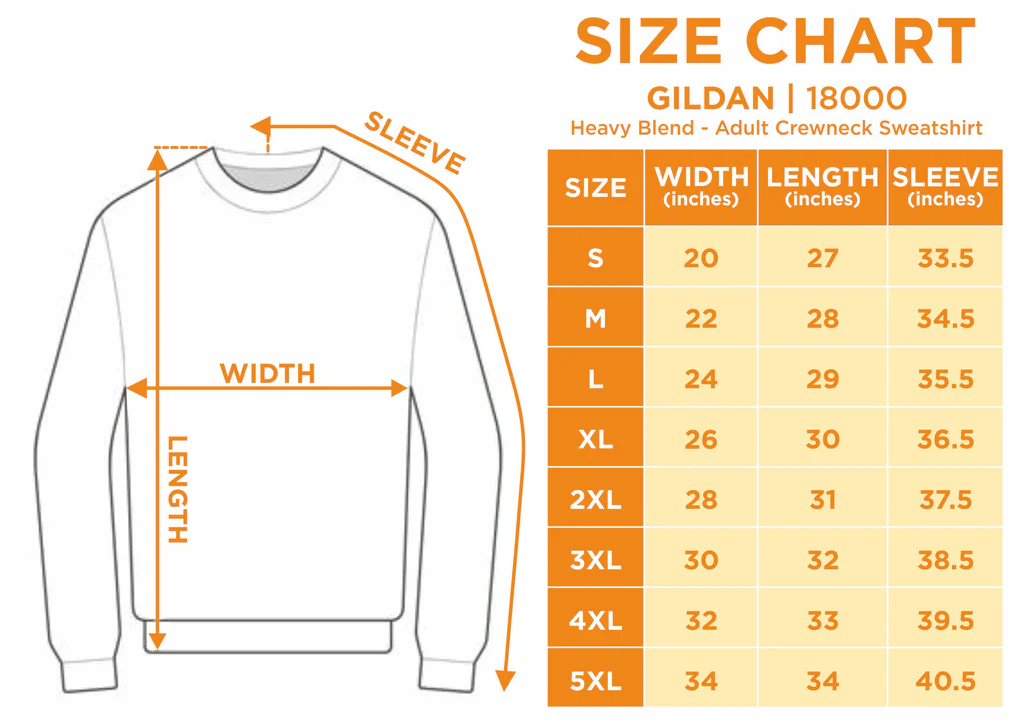 SLEEVE
WIDTH
LENGTH
SIZE CHART
GILDAN | 18000
Heavy Blend - Adult Crewneck Sweatshirt
SIZE WIDTH (inches) LENGTH (inches) SLEEVE (inches)
S 20 27 33.5
M 22 28 34.5
L 24 29 35.5
XL 26 30 36.5
2XL 28 31 37.5
3XL 30 32 38.5
4XL 32 33 39.5
5XL 34 34 40.5